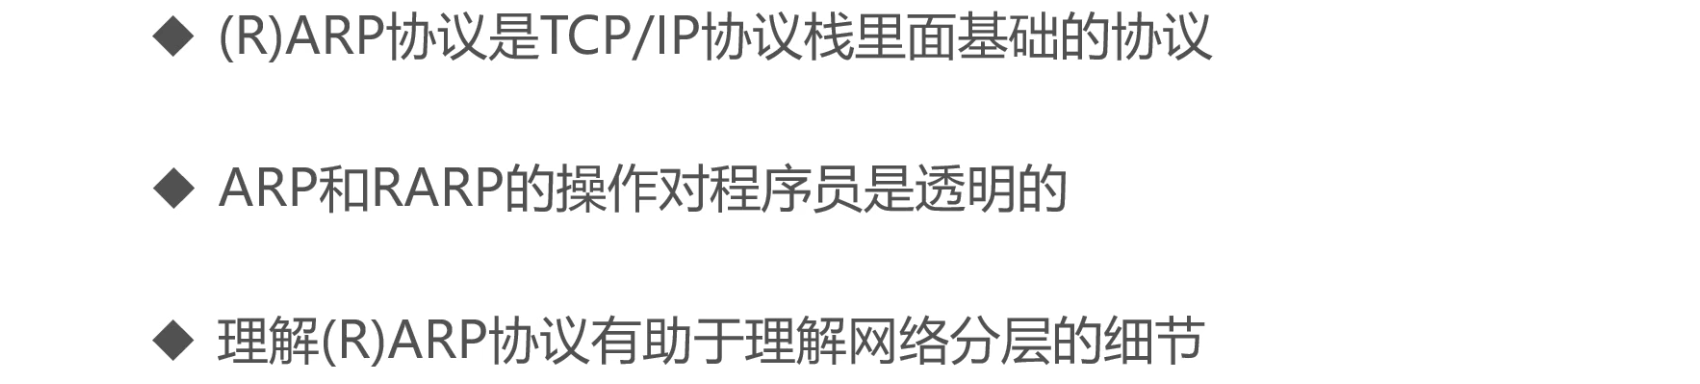 ◆ (R)ARP协议是TCP/IP协议栈里面基础的协议
◆ ARP和RARP的操作对程序员是透明的
◆ 理解(R)ARP协议有助于理解网络分层的细节